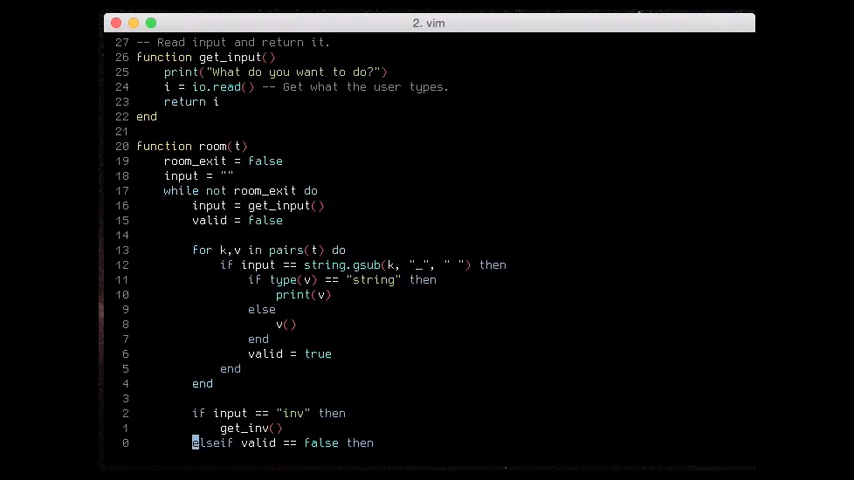 2. vim
27 -- Read input and return it.
26 function get_input()
25     print("What do you want to do?")
24     i = io.read() -- Get what the user types.
23     return i
22 end
21
20 function room(t)
19     room_exit = false
18     input = ""
17     while not room_exit do
16         input = get_input()
15         valid = false
14
13         for k,v in pairs(t) do
12             if input == string.gsub(k, "_", " ") then
11                 if type(v) == "string" then
10                     print(v)
9                 else
8                     v()
7                 end
6                 valid = true
5             end
4         end
3
2         if input == "inv" then
1             get_inv()
0         elseif valid == false then